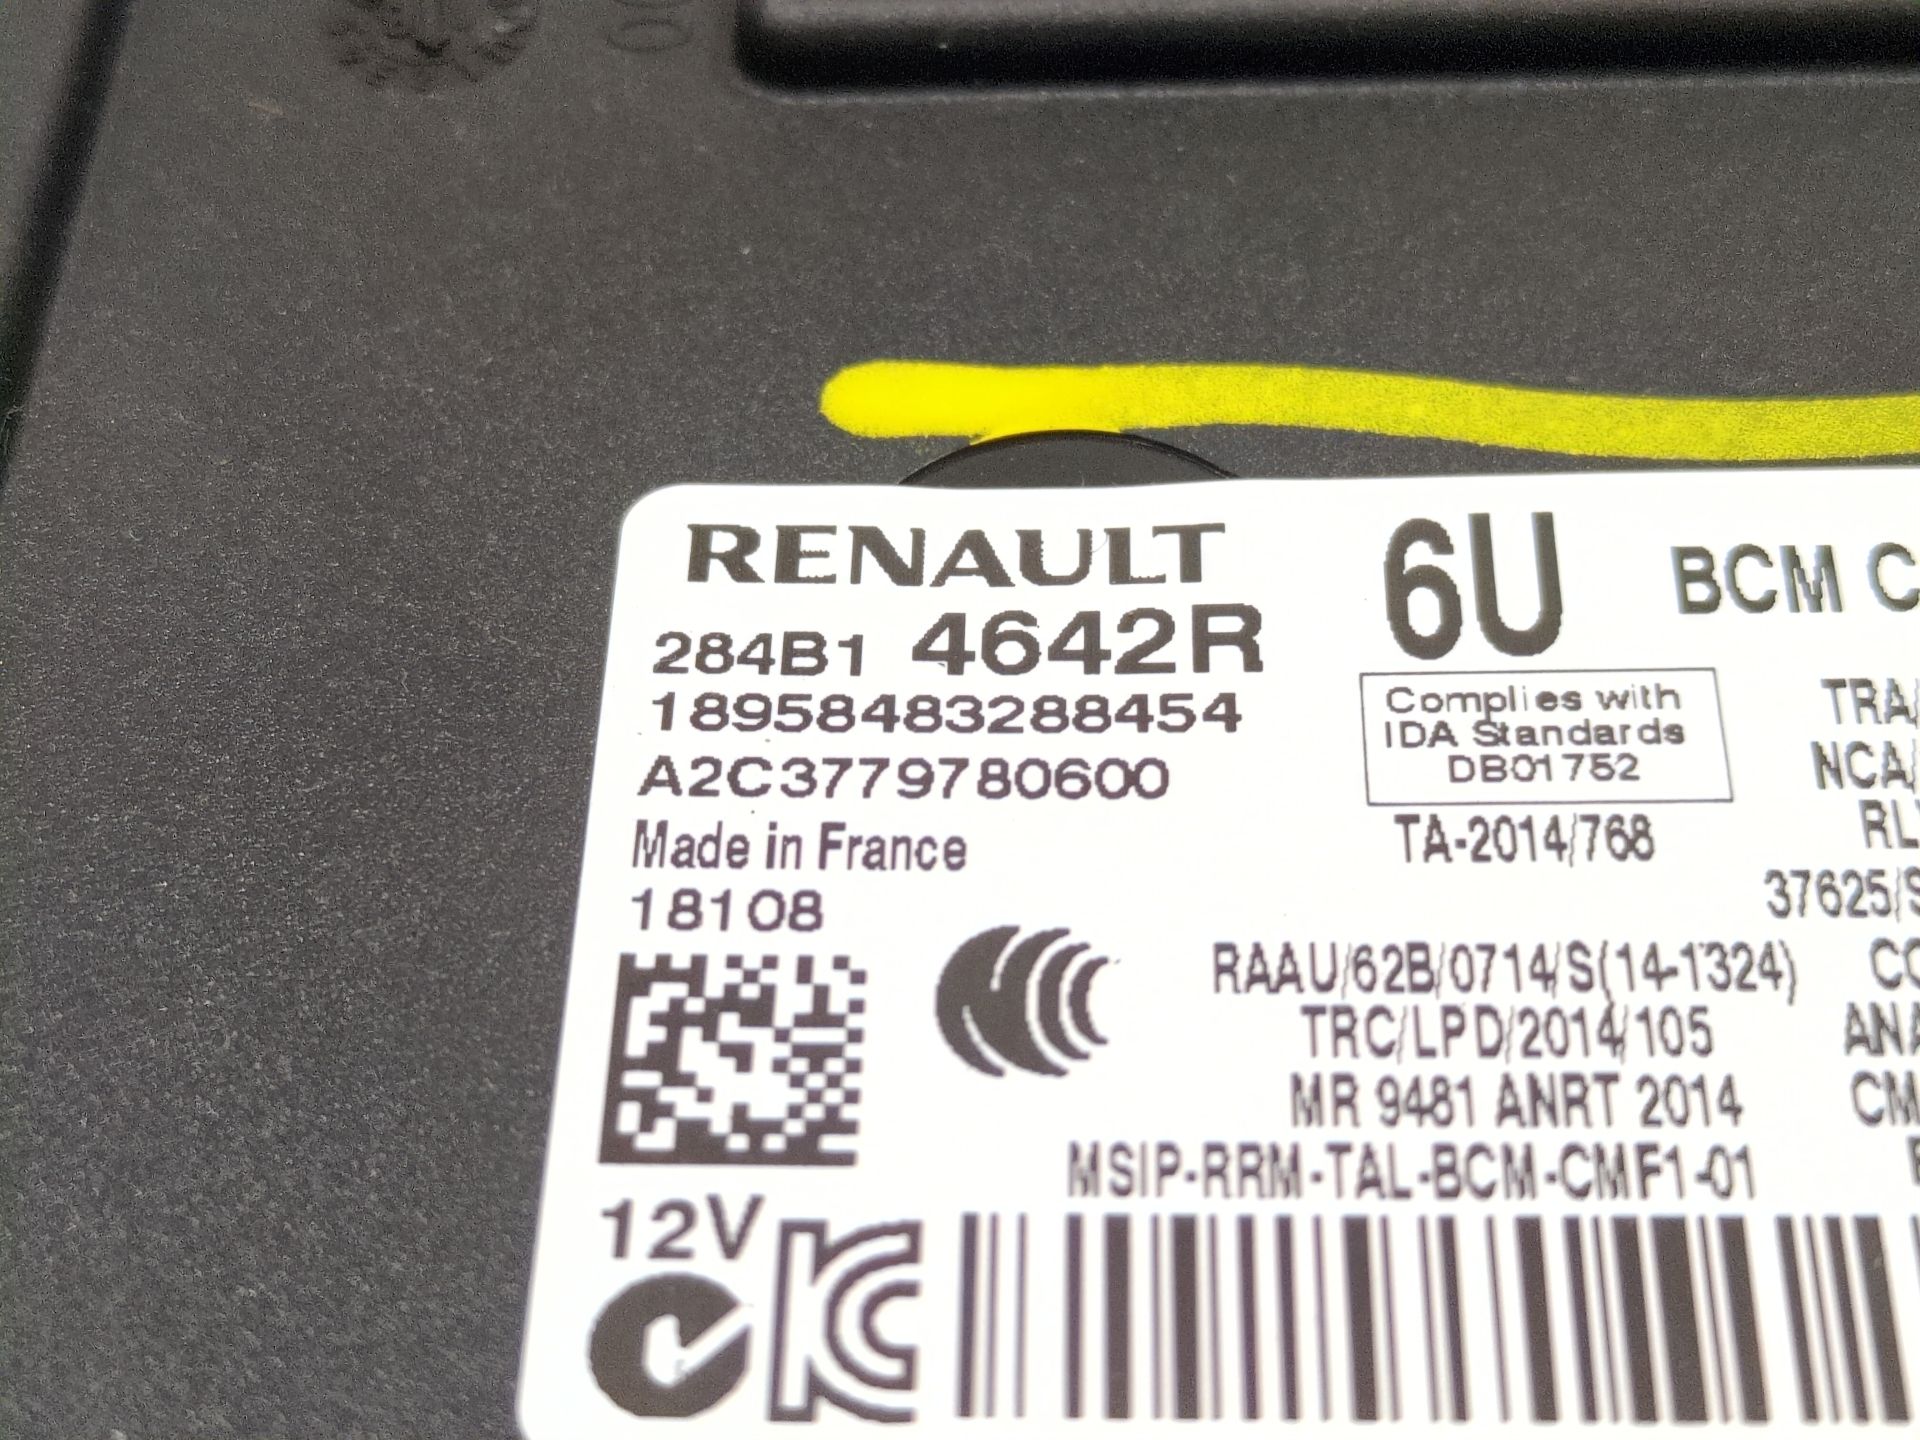 RENAULT 6U BCM
284B1 4642R
18958483288454
A2C3779780600
Made in France
18108
Complies with
IDA Standards
DB01752
TA-2014/768
37625/S
RAAU/62B/0714/S(14-1324)
TRC/LPD/2014/105
MR 9481 ANRT 2014
MSIP-RRM-TAL-BCM-CMF1-01
12V